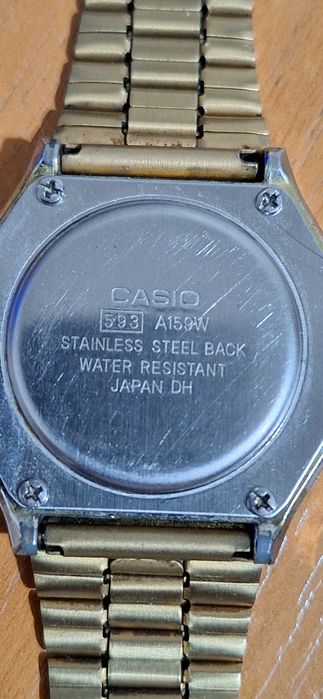 CASIO
593 A159W
STAINLESS STEEL BACK
WATER RESISTANT
JAPAN DH